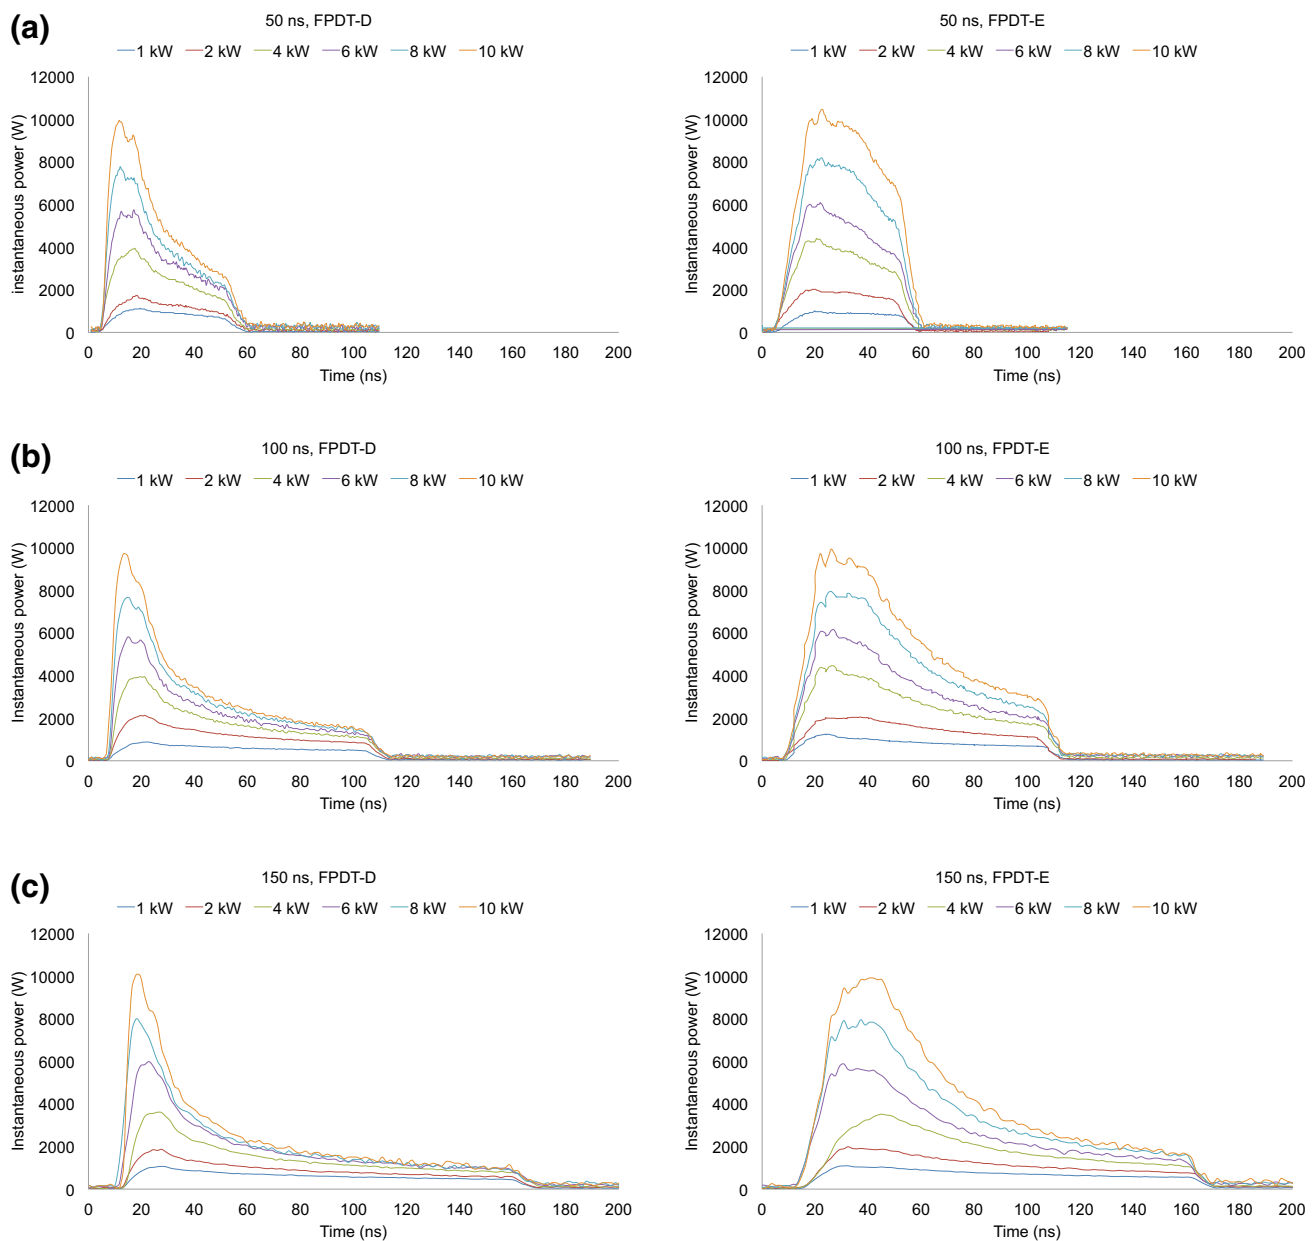 (a)
50 ns, FPDT-D
1 kW 2 kW 4 kW 6 kW 8 kW 10 kW
instantaneous power (W)
12000
10000
8000
6000
4000
2000
0
0 20 40 60 80 100 120 140 160 180 200
Time (ns)
50 ns, FPDT-E
1 kW 2 kW 4 kW 6 kW 8 kW 10 kW
Instantaneous power (W)
12000
10000
8000
6000
4000
2000
0
0 20 40 60 80 100 120 140 160 180 200
Time (ns)
(b)
100 ns, FPDT-D
1 kW 2 kW 4 kW 6 kW 8 kW 10 kW
Instantaneous power (W)
12000
10000
8000
6000
4000
2000
0
0 20 40 60 80 100 120 140 160 180 200
Time (ns)
100 ns, FPDT-E
1 kW 2 kW 4 kW 6 kW 8 kW 10 kW
Instantaneous power (W)
12000
10000
8000
6000
4000
2000
0
0 20 40 60 80 100 120 140 160 180 200
Time (ns)
(c)
150 ns, FPDT-D
1 kW 2 kW 4 kW 6 kW 8 kW 10 kW
Instantaneous power (W)
12000
10000
8000
6000
4000
2000
0
0 20 40 60 80 100 120 140 160 180 200
Time (ns)
150 ns, FPDT-E
1 kW 2 kW 4 kW 6 kW 8 kW 10 kW
Instantaneous power (W)
12000
10000
8000
6000
4000
2000
0
0 20 40 60 80 100 120 140 160 180 200
Time (ns)